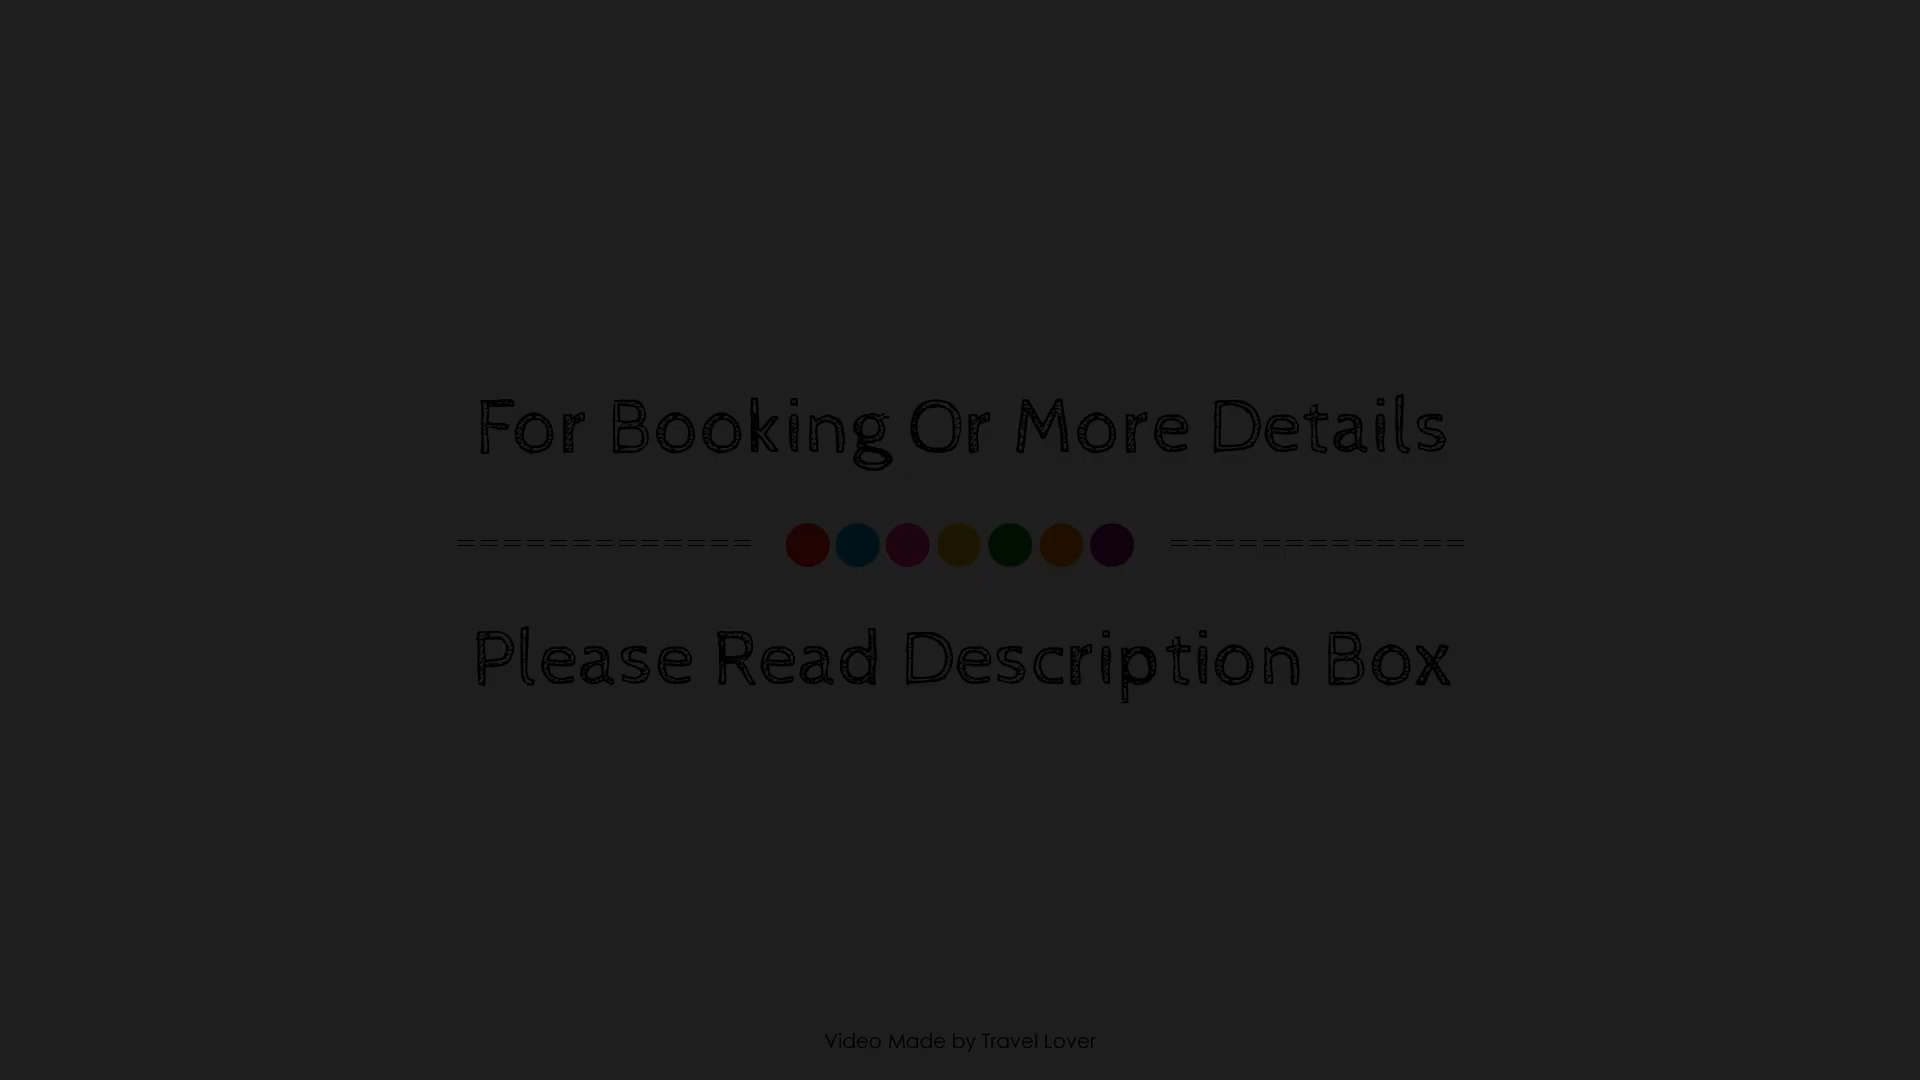 For Booking Or More Details
============= =============
Please Read Description Box
Video Made by Travel Lover